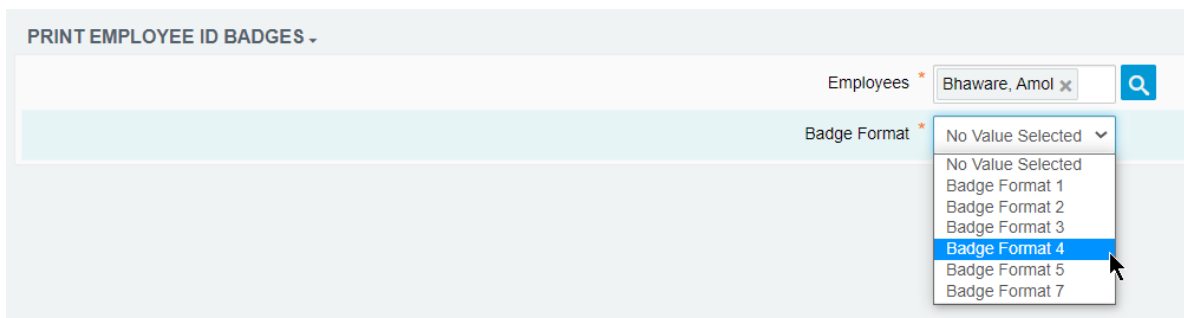 PRINT EMPLOYEE ID BADGES
Employees * Bhaware, Amol ×
Badge Format * No Value Selected
No Value Selected
Badge Format 1
Badge Format 2
Badge Format 3
Badge Format 4
Badge Format 5
Badge Format 7